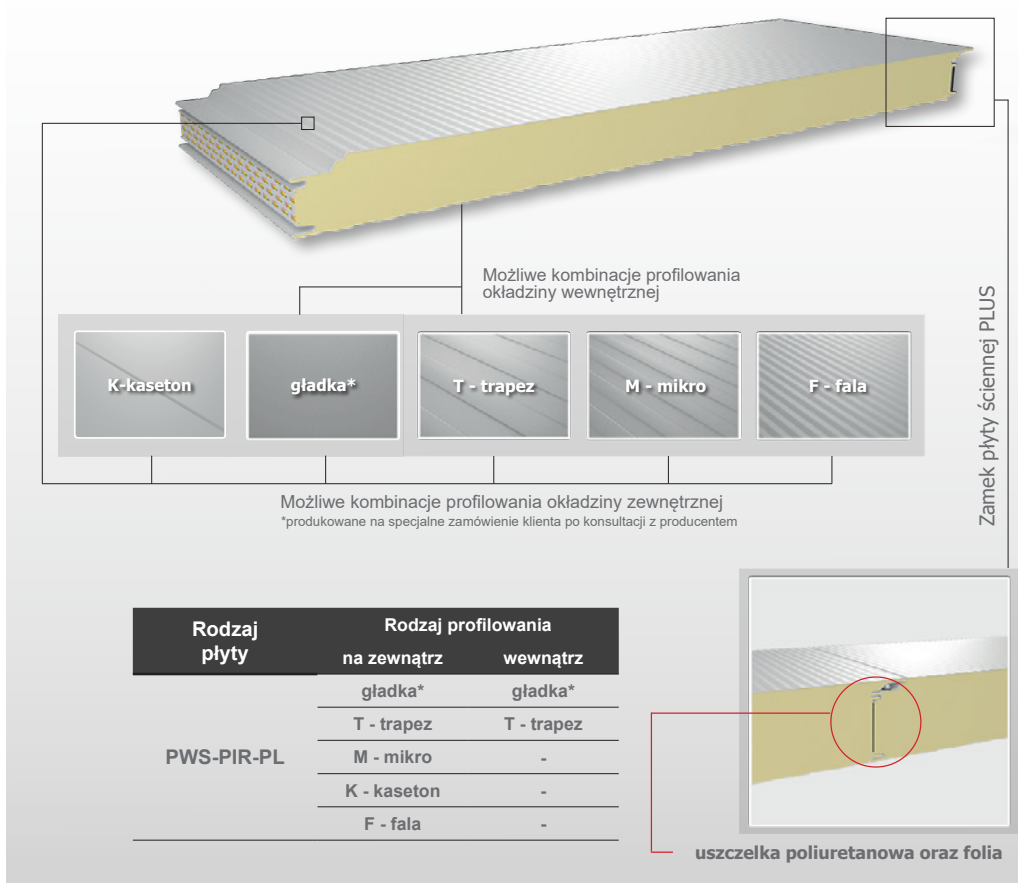 Możliwe kombinacje profilowania
okładziny wewnętrznej
K-kaseton
gładka*
T - trapez
M - mikro
F - fala
Możliwe kombinacje profilowania okładziny zewnętrznej
*produkowane na specjalne zamówienie klienta po konsultacji z producentem
Zamek płyty ściennej PLUS
Rodzaj płyty
Rodzaj profilowania
na zewnątrz wewnątrz
gładka* gładka*
T - trapez T - trapez
PWS-PIR-PL M - mikro -
K - kaseton -
F - fala -
uszczelka poliuretanowa oraz folia